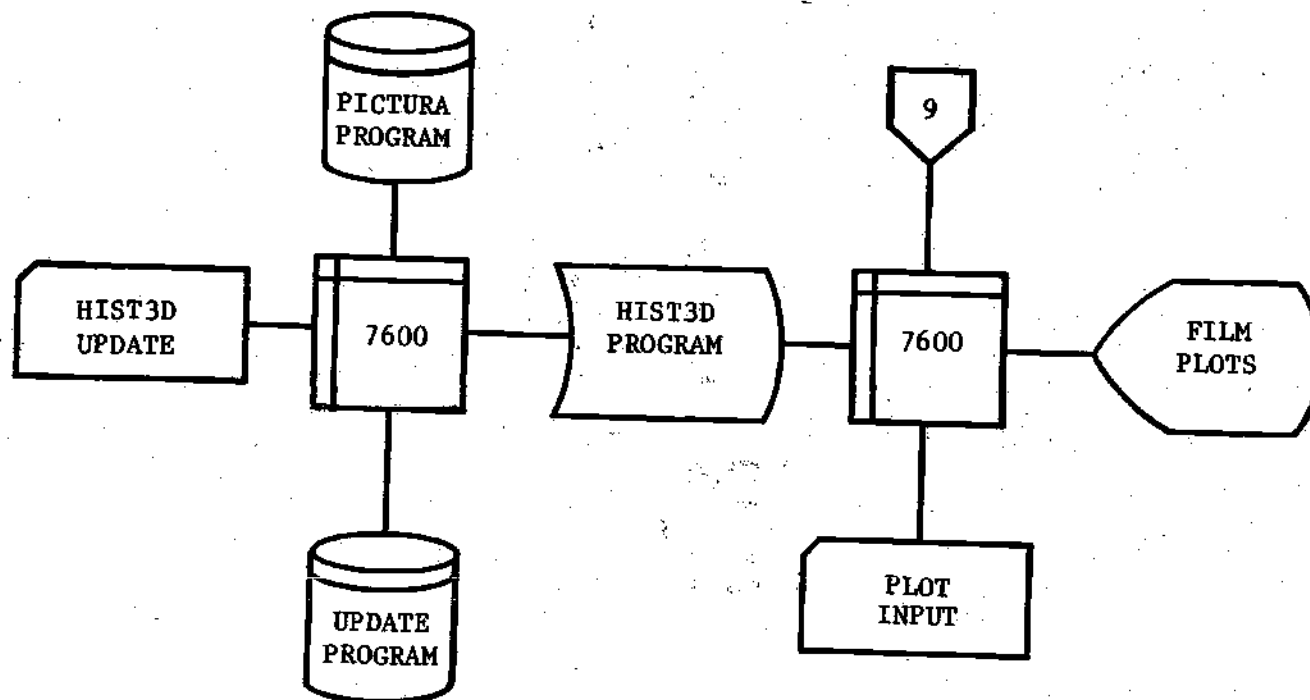 PICTURA
PROGRAM
9
HIST3D
UPDATE
7600
HIST3D
PROGRAM
7600
FILM
PLOTS
UPDATE
PROGRAM
PLOT
INPUT